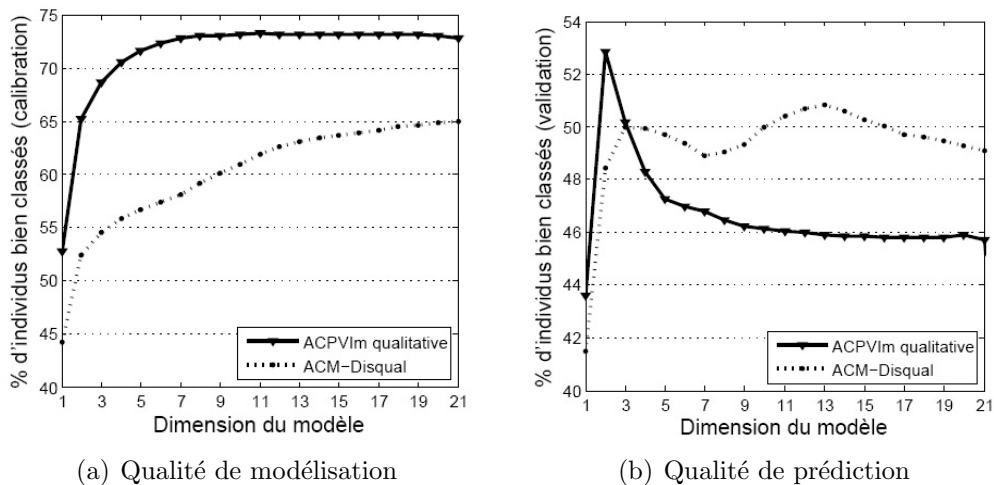 % d'individus bien classés (calibration)
75
70
65
60
55
50
45
40
1 3 5 7 9 11 13 15 17 19 21
Dimension du modèle
ACPVIm qualitative
ACM-Disqual
(a) Qualité de modélisation
% d'individus bien classés (validation)
54
52
50
48
46
44
42
40
1 3 5 7 9 11 13 15 17 19 21
Dimension du modèle
ACPVIm qualitative
ACM-Disqual
(b) Qualité de prédiction